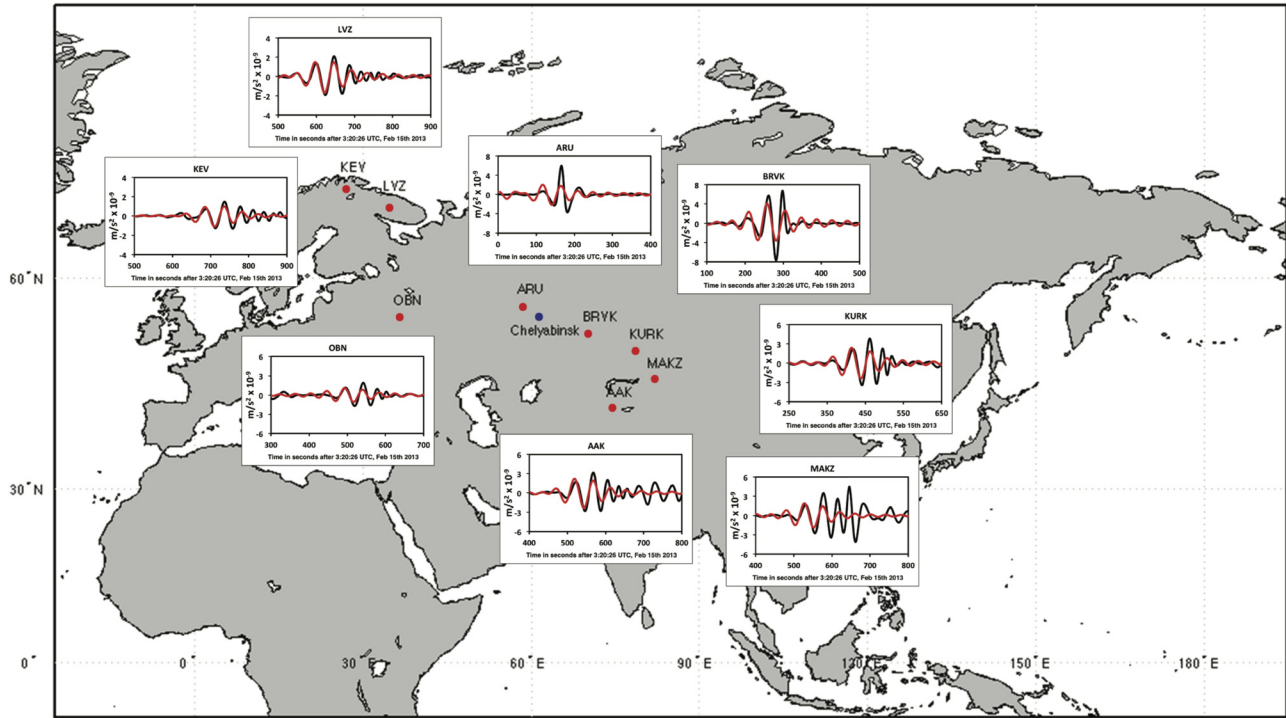 LVZ
m/s² x 10⁻⁹
4
2
0
-2
-4
500 600 700 800 900
Time in seconds after 3:20:26 UTC, Feb 15th 2013
KEV
m/s² x 10⁻⁹
4
2
0
-2
-4
500 600 700 800 900
Time in seconds after 3:20:26 UTC, Feb 15th 2013
ARU
m/s² x 10⁻⁹
8
4
0
-4
-8
0 100 200 300 400
Time in seconds after 3:20:26 UTC, Feb 15th 2013
BRVK
m/s² x 10⁻⁹
8
4
0
-4
-8
100 200 300 400 500
Time in seconds after 3:20:26 UTC, Feb 15th 2013
KEV
LVZ
60°N
OBN
ARU
Chelyabinsk
BRVK
KURK
MAKZ
AAK
KURK
m/s² x 10⁻⁹
6
3
0
-3
-6
250 350 450 550 650
Time in seconds after 3:20:26 UTC, Feb 15th 2013
OBN
m/s² x 10⁻⁹
6
3
0
-3
-6
300 400 500 600 700
Time in seconds after 3:20:26 UTC, Feb 15th 2013
AAK
m/s² x 10⁻⁹
6
3
0
-3
-6
400 500 600 700 800
Time in seconds after 3:20:26 UTC, Feb 15th 2013
MAKZ
m/s² x 10⁻⁹
6
3
0
-3
-6
400 500 600 700 800
Time in seconds after 3:20:26 UTC, Feb 15th 2013
30°N
0° 0° 30°E 60°E 90°E 130°E 150°E 180°E